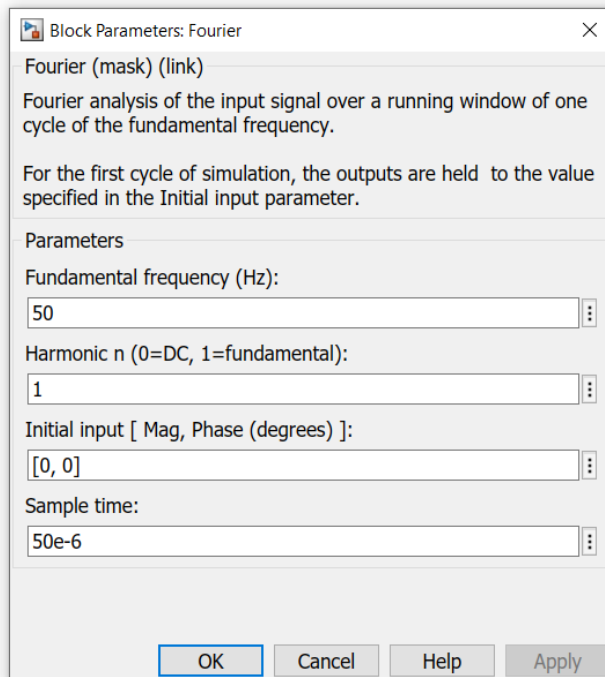 Block Parameters: Fourier
Fourier (mask) (link)
Fourier analysis of the input signal over a running window of one
cycle of the fundamental frequency.
For the first cycle of simulation, the outputs are held  to the value
specified in the Initial input parameter.
Parameters
Fundamental frequency (Hz):
50
Harmonic n (0=DC, 1=fundamental):
1
Initial input [ Mag, Phase (degrees) ]:
[0, 0]
Sample time:
50e-6
OK Cancel Help Apply